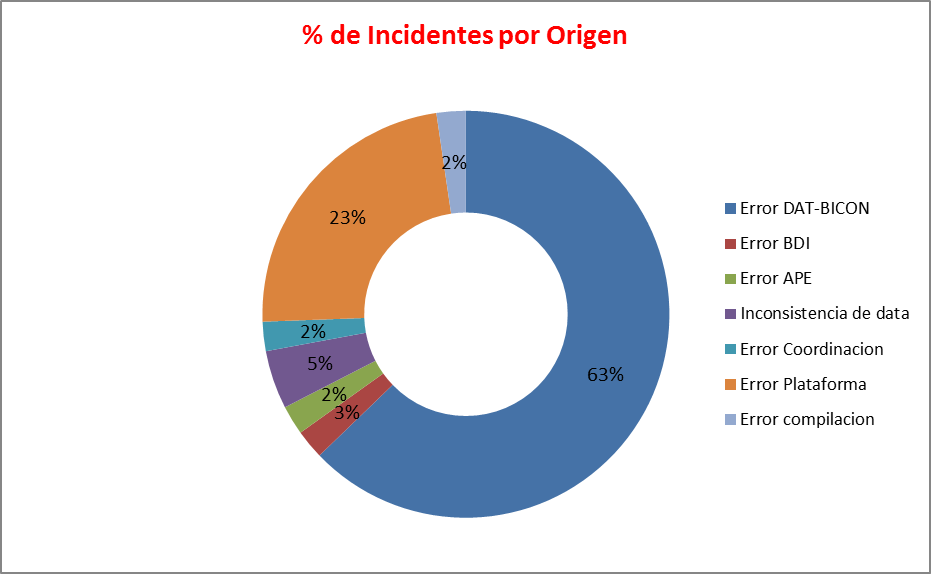 % de Incidentes por Origen
2%
23%
2%
5%
2%
3%
63%
Error DAT-BICON
Error BDI
Error APE
Inconsistencia de data
Error Coordinacion
Error Plataforma
Error compilacion